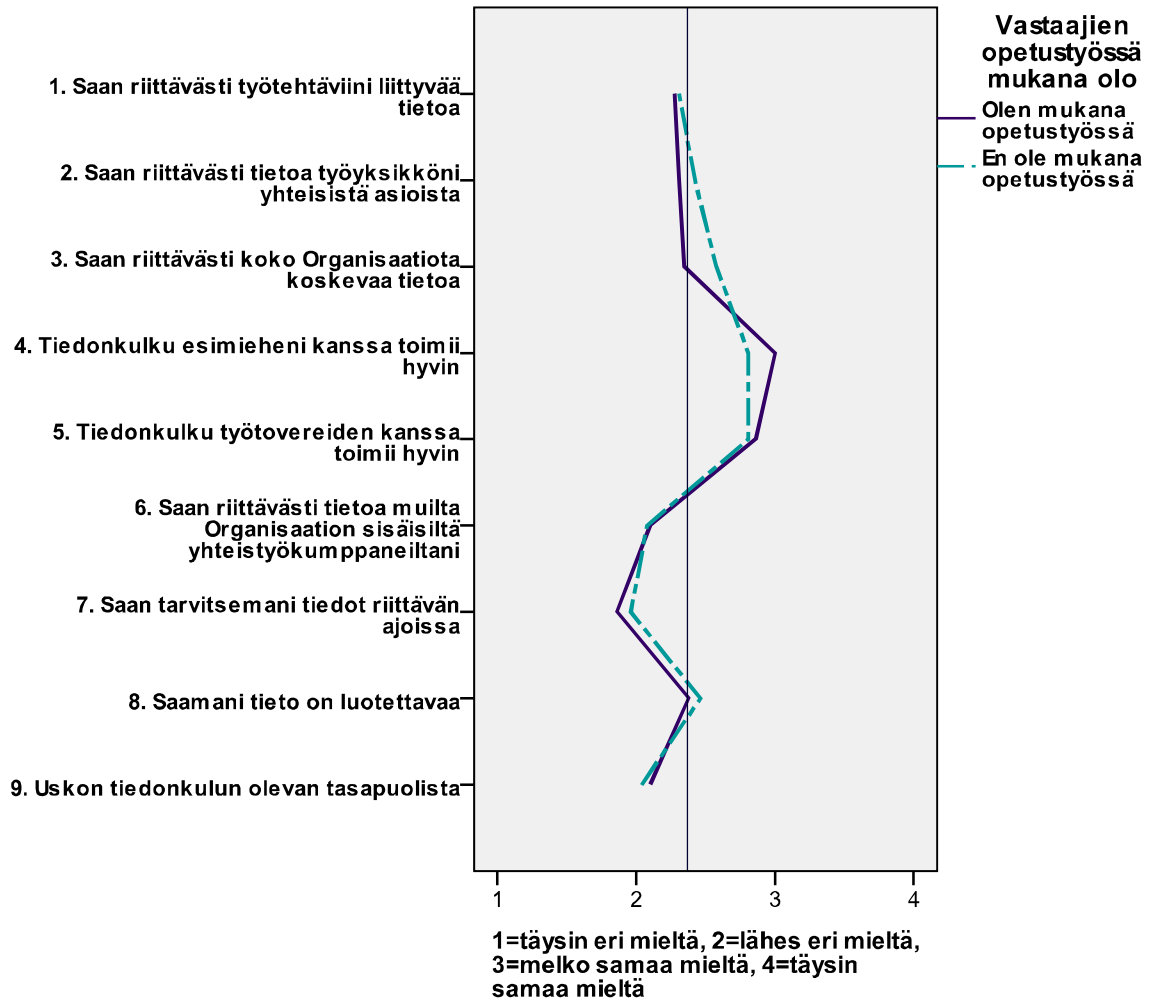 1. Saan riittävästi työtehtäviini liittyvää
tietoa
2. Saan riittävästi tietoa työyksikköni
yhteisistä asioista
3. Saan riittävästi koko Organisaatiota
koskevaa tietoa
4. Tiedonkulku esimieheni kanssa toimii
hyvin
5. Tiedonkulku työtovereiden kanssa
toimii hyvin
6. Saan riittävästi tietoa muilta
Organisaation sisäisiltä
yhteistyökumppaneiltani
7. Saan tarvitsemani tiedot riittävän
ajoissa
8. Saamani tieto on luotettavaa
9. Uskon tiedonkulun olevan tasapuolista
1 2 3 4
1=täysin eri mieltä, 2=lähes eri mieltä,
3=melko samaa mieltä, 4=täysin
samaa mieltä
Vastaajien
opetustyössä
mukana olo
Olen mukana
opetustyössä
En ole mukana
opetustyössä